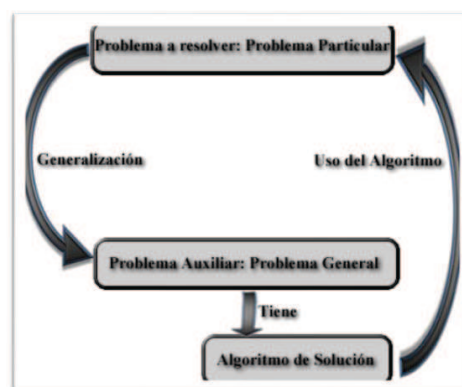 Problema a resolver: Problema Particular
Generalización
Uso del Algoritmo
Problema Auxiliar: Problema General
Tiene
Algoritmo de Solución